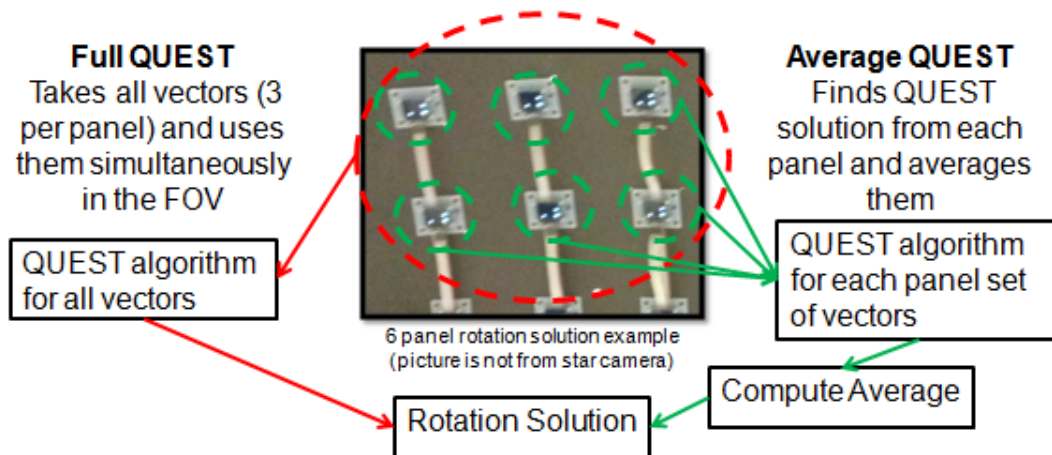 Full QUEST
Takes all vectors (3
per panel) and uses
them simultaneously
in the FOV
QUEST algorithm
for all vectors
6 panel rotation solution example
(picture is not from star camera)
Average QUEST
Finds QUEST
solution from each
panel and averages
them
QUEST algorithm
for each panel set
of vectors
Compute Average
Rotation Solution